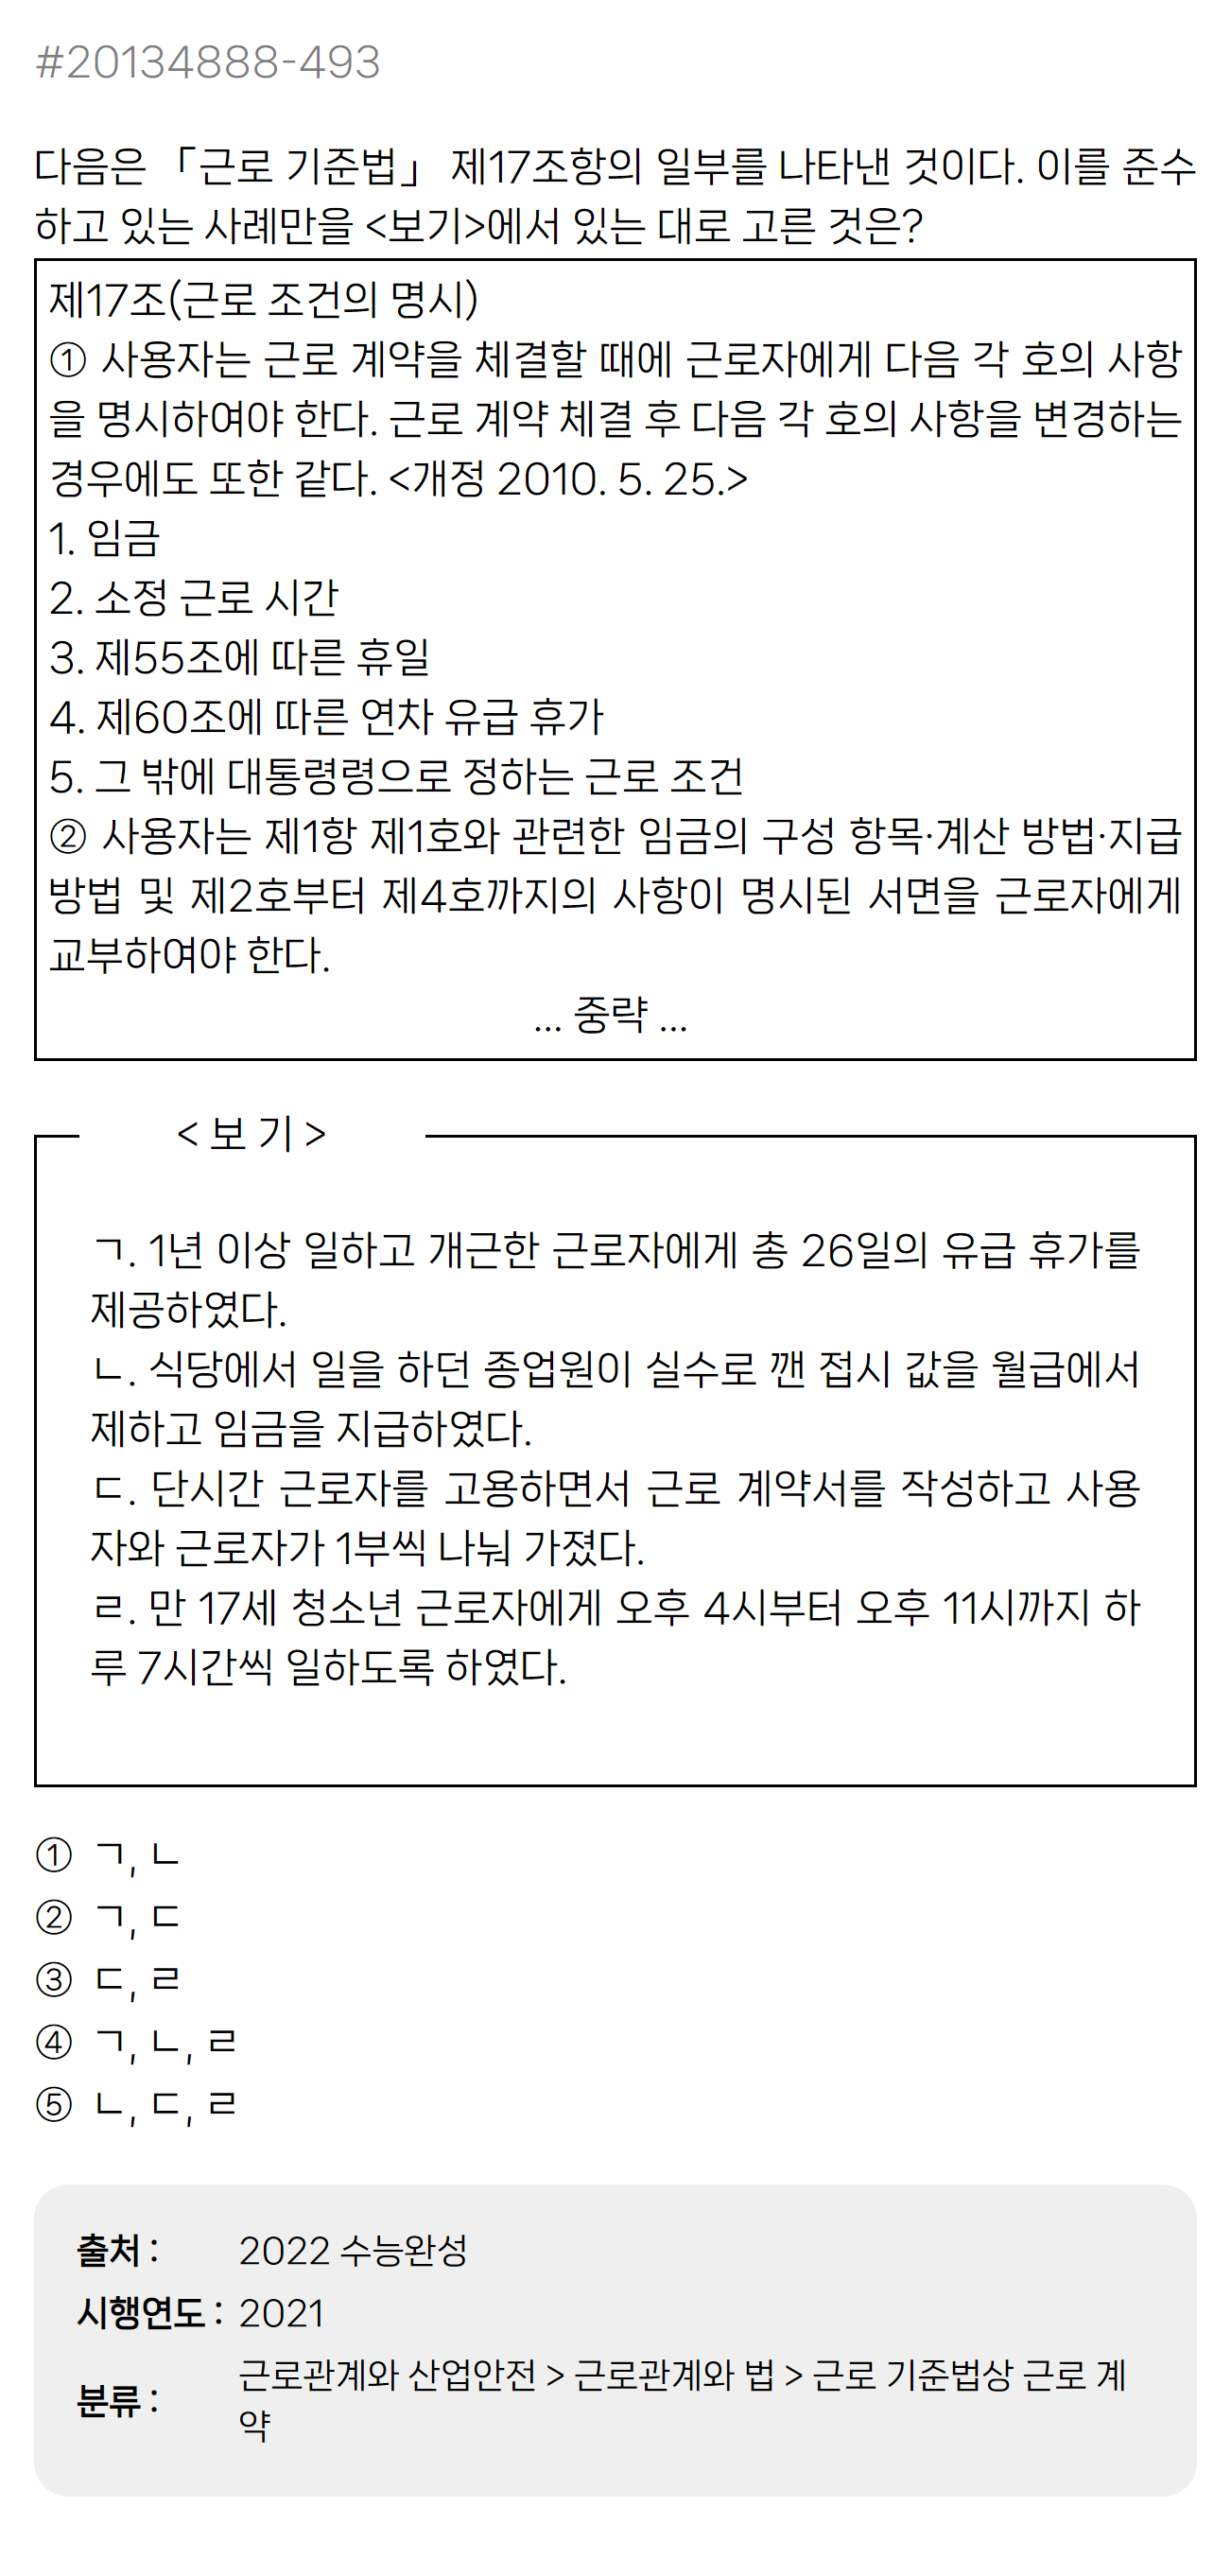 #20134888-493
다음은 「근로 기준법」 제17조항의 일부를 나타낸 것이다. 이를 준수
하고 있는 사례만을 <보기>에서 있는 대로 고른 것은?
제17조(근로 조건의 명시)
① 사용자는 근로 계약을 체결할 때에 근로자에게 다음 각 호의 사항
을 명시하여야 한다. 근로 계약 체결 후 다음 각 호의 사항을 변경하는
경우에도 또한 같다. <개정 2010. 5. 25.>
1. 임금
2. 소정 근로 시간
3. 제55조에 따른 휴일
4. 제60조에 따른 연차 유급 휴가
5. 그 밖에 대통령령으로 정하는 근로 조건
② 사용자는 제1항 제1호와 관련한 임금의 구성 항목·계산 방법·지급
방법 및 제2호부터 제4호까지의 사항이 명시된 서면을 근로자에게
교부하여야 한다.
... 중략 ...
< 보 기 >
ㄱ. 1년 이상 일하고 개근한 근로자에게 총 26일의 유급 휴가를
제공하였다.
ㄴ. 식당에서 일을 하던 종업원이 실수로 깬 접시 값을 월급에서
제하고 임금을 지급하였다.
ㄷ. 단시간 근로자를 고용하면서 근로 계약서를 작성하고 사용
자와 근로자가 1부씩 나눠 가졌다.
ㄹ. 만 17세 청소년 근로자에게 오후 4시부터 오후 11시까지 하
루 7시간씩 일하도록 하였다.
① ㄱ, ㄴ
② ㄱ, ㄷ
③ ㄷ, ㄹ
④ ㄱ, ㄴ, ㄹ
⑤ ㄴ, ㄷ, ㄹ
출처 : 2022 수능완성
시행연도 : 2021
분류 : 근로관계와 산업안전 > 근로관계와 법 > 근로 기준법상 근로 계
약